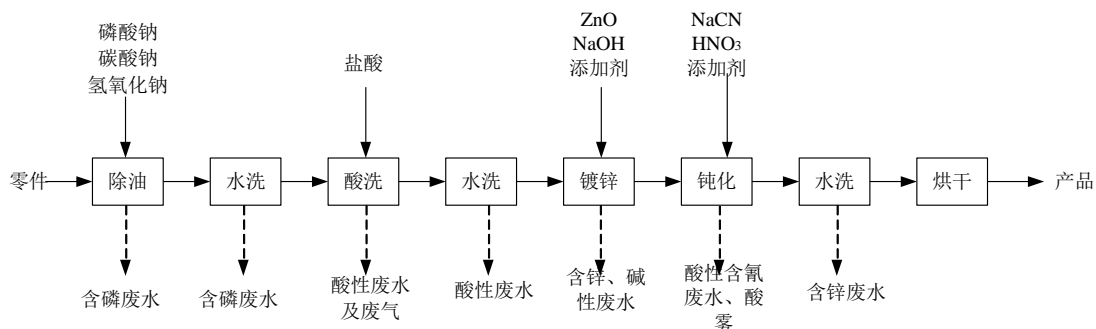 磷酸钠
碳酸钠
氢氧化钠
盐酸
ZnO
NaOH
添加剂
NaCN
HNO3
添加剂
零件
除油
水洗
酸洗
水洗
镀锌
钝化
水洗
烘干
产品
含磷废水
含磷废水
酸性废水
及废气
酸性废水
含锌、碱
性废水
酸性含氰
废水、酸
雾
含锌废水